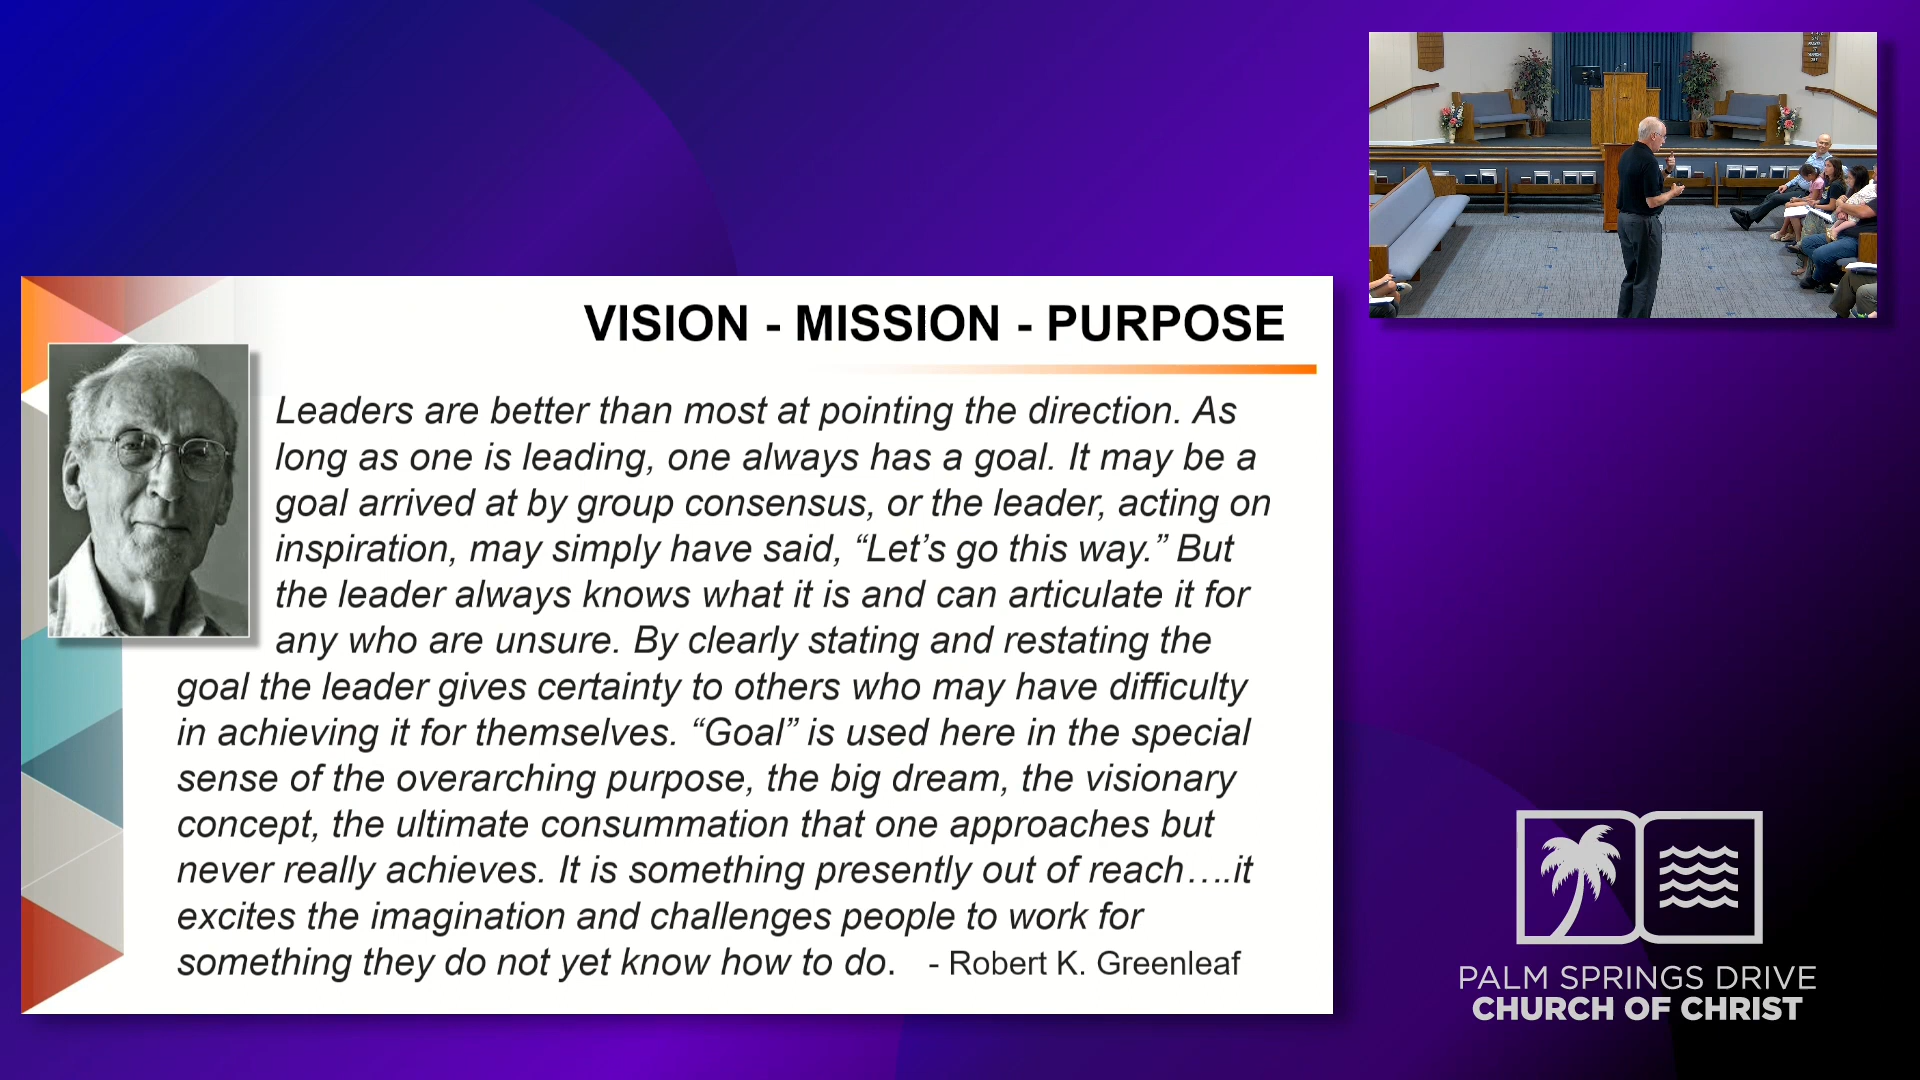 VISION - MISSION - PURPOSE
Leaders are better than most at pointing the direction. As
long as one is leading, one always has a goal. It may be a
goal arrived at by group consensus, or the leader, acting on
inspiration, may simply have said, “Let’s go this way.” But
the leader always knows what it is and can articulate it for
any who are unsure. By clearly stating and restating the
goal the leader gives certainty to others who may have difficulty
in achieving it for themselves. “Goal” is used here in the special
sense of the overarching purpose, the big dream, the visionary
concept, the ultimate consummation that one approaches but
never really achieves. It is something presently out of reach….it
excites the imagination and challenges people to work for
something they do not yet know how to do. - Robert K. Greenleaf
PALM SPRINGS DRIVE
CHURCH OF CHRIST